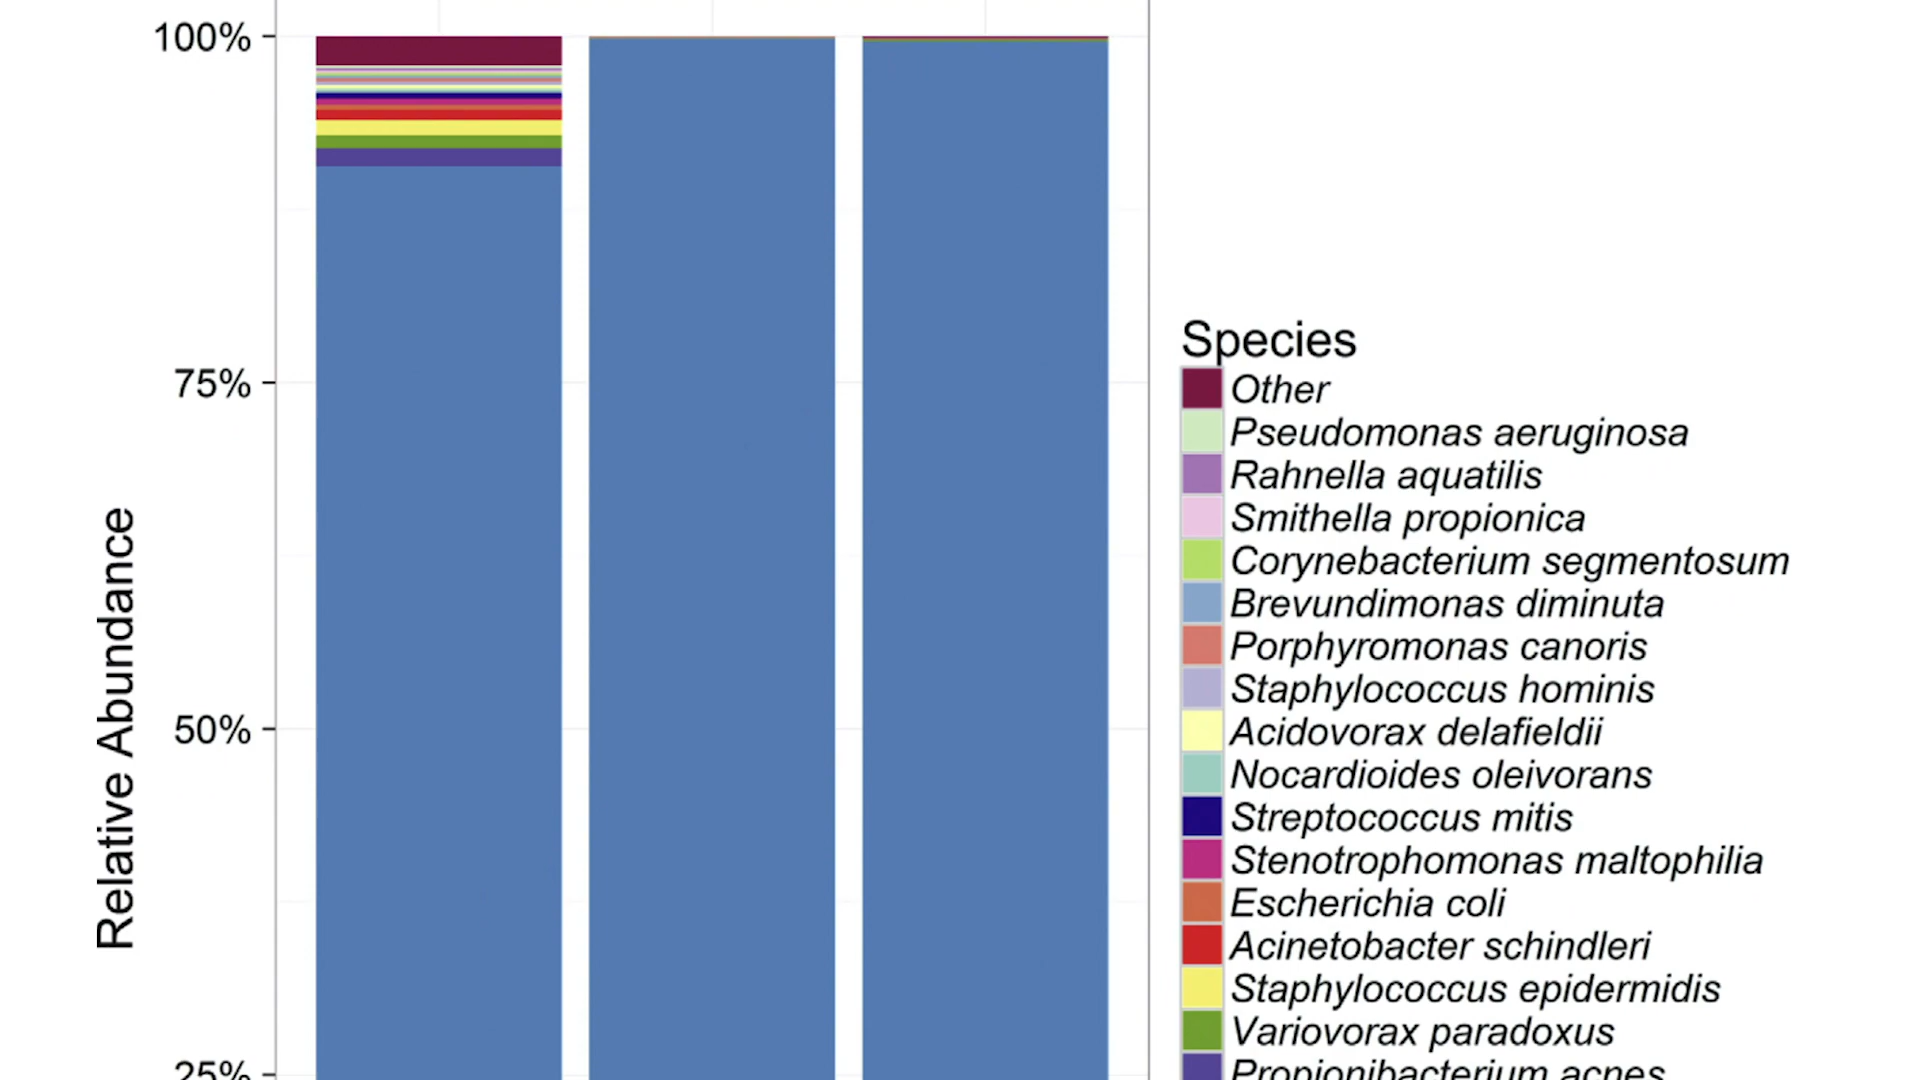 100%
75%
50%
25%
Relative Abundance
Species
Other
Pseudomonas aeruginosa
Rahnella aquatilis
Smithella propionica
Corynebacterium segmentosum
Brevundimonas diminuta
Porphyromonas canoris
Staphylococcus hominis
Acidovorax delafieldii
Nocardioides oleivorans
Streptococcus mitis
Stenotrophomonas maltophilia
Escherichia coli
Acinetobacter schindleri
Staphylococcus epidermidis
Variovorax paradoxus
Propionibacterium acnes